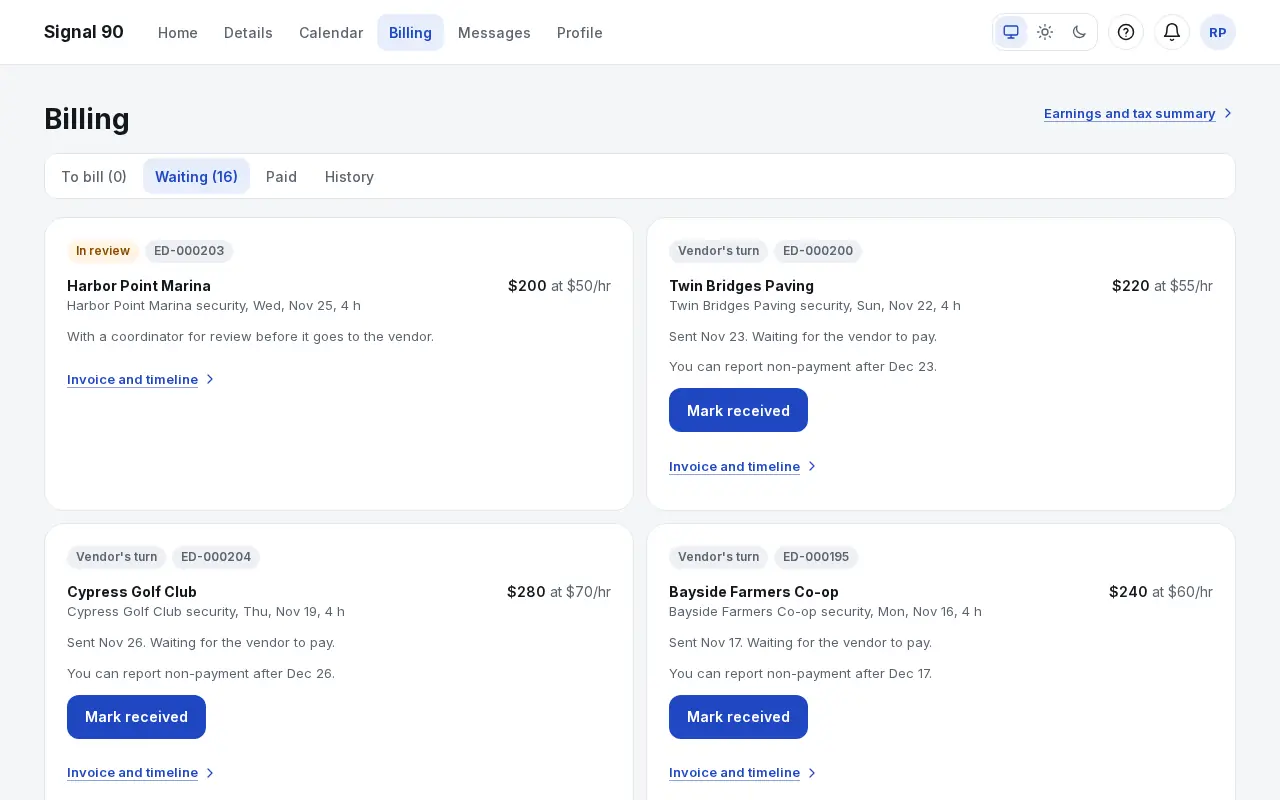 Signal 90 Home Details Calendar Billing Messages Profile RP
Billing
Earnings and tax summary
To bill (0) Waiting (16) Paid History
In review ED-000203
Harbor Point Marina $200 at $50/hr
Harbor Point Marina security, Wed, Nov 25, 4 h
With a coordinator for review before it goes to the vendor.
Invoice and timeline
Vendor's turn ED-000200
Twin Bridges Paving $220 at $55/hr
Twin Bridges Paving security, Sun, Nov 22, 4 h
Sent Nov 23. Waiting for the vendor to pay.
You can report non-payment after Dec 23.
Mark received
Invoice and timeline
Vendor's turn ED-000204
Cypress Golf Club $280 at $70/hr
Cypress Golf Club security, Thu, Nov 19, 4 h
Sent Nov 26. Waiting for the vendor to pay.
You can report non-payment after Dec 26.
Mark received
Invoice and timeline
Vendor's turn ED-000195
Bayside Farmers Co-op $240 at $60/hr
Bayside Farmers Co-op security, Mon, Nov 16, 4 h
Sent Nov 17. Waiting for the vendor to pay.
You can report non-payment after Dec 17.
Mark received
Invoice and timeline